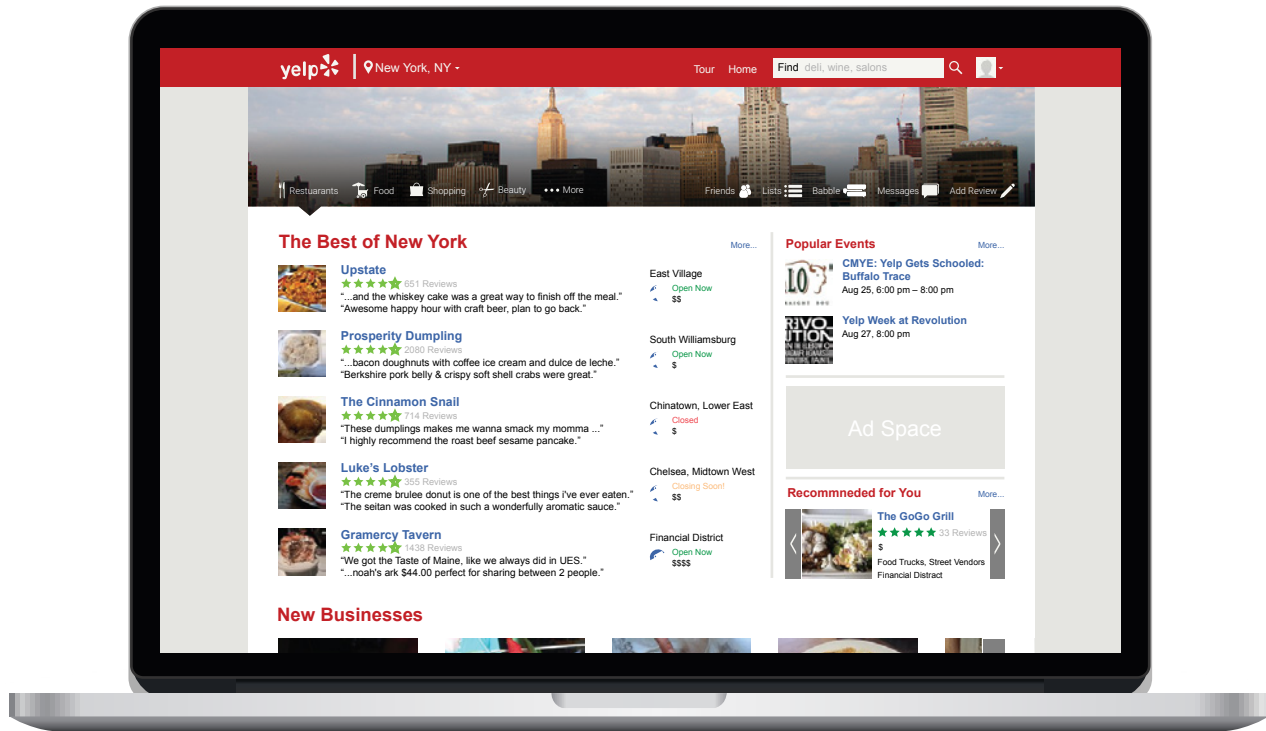 yelp
New York, NY
Tour Home
Find deli, wine, salons
Restuarants Food Shopping Beauty More
Friends Lists Babble Messages Add Review
The Best of New York More...
Upstate
651 Reviews
“...and the whiskey cake was a great way to finish off the meal.”
“Awesome happy hour with craft beer, plan to go back.”
East Village
Open Now
$$
Prosperity Dumpling
2080 Reviews
“...bacon doughnuts with coffee ice cream and dulce de leche.”
“Berkshire pork belly & crispy soft shell crabs were great.”
South Williamsburg
Open Now
$
The Cinnamon Snail
714 Reviews
“These dumplings makes me wanna smack my momma ...”
“I highly recommend the roast beef sesame pancake.”
Chinatown, Lower East
Closed
$
Luke’s Lobster
355 Reviews
“The creme brulee donut is one of the best things i've ever eaten.”
“The seitan was cooked in such a wonderfully aromatic sauce.”
Chelsea, Midtown West
Closing Soon!
$$
Gramercy Tavern
1438 Reviews
“We got the Taste of Maine, like we always did in UES.”
“...noah's ark $44.00 perfect for sharing between 2 people.”
Financial District
Open Now
$$$$
Popular Events More...
CMYE: Yelp Gets Schooled:
Buffalo Trace
Aug 25, 6:00 pm – 8:00 pm
Yelp Week at Revolution
Aug 27, 8:00 pm
Ad Space
Recommneded for You More...
The GoGo Grill
33 Reviews
$
Food Trucks, Street Vendors
Financial Distract
New Businesses